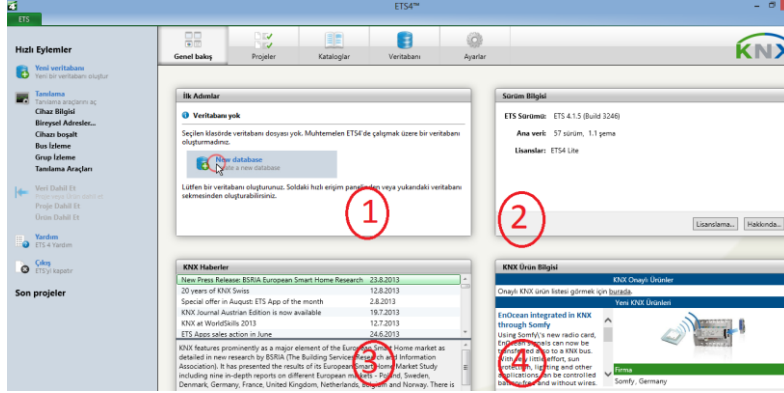 ETS4™
ETS
Hızlı Eylemler
Yeni veritabanı
Yeni bir veritabanı oluştur
Tanılama
Tanılama araçlarını aç
Cihaz Bilgisi
Bireysel Adresler...
Cihazı boşalt
Bus İzleme
Grup İzleme
Tanılama Araçları
Veri Dahil Et
Proje Dahil Et
Ürün Dahil Et
Yardım
ETS 4 Yardım
Çıkış
ETS'yi kapatır
Son projeler
Genel bakış
Projeler
Kataloglar
Veritabanı
Ayarlar
KNX
İlk Adımlar
Veritabanı yok
Seçilen klasörde veritabanı dosyası yok. Muhtemelen ETS4'de çalışmak üzere bir veritabanı
oluşturmadınız.
New database
Create a new database
Lütfen bir veritabanı oluşturunuz. Soldaki hızlı erişim panelinden veya yukarıdaki veritabanı
sekmesinden oluşturabilirsiniz.
1
Sürüm Bilgisi
ETS Sürümü: ETS 4.1.5 (Build 3246)
Ana veri: 57 sürüm, 1.1 şema
Lisanslar: ETS4 Lite
2
Lisanslama... Hakkında...
KNX Haberler
New Press Release: BSRIA European Smart Home Research 23.8.2013
20 years of KNX Swiss 12.8.2013
Special offer in August: ETS App of the month 2.8.2013
KNX Journal Austrian Edition is now available 19.7.2013
KNX at WorldSkills 2013 12.7.2013
ETS Apps sales action in June 24.6.2013
KNX features prominently as a major element of the European Smart Home market as
detailed in new research by BSRIA (The Building Services Research and Information
Association). It has presented the results of its European Smart Home Market Study
including nine in-depth reports on different European markets - Poland, Sweden,
Denmark, Germany, France, United Kingdom, Netherlands, Belgium and Norway. There is
3
KNX Ürün Bilgisi
KNX Onaylı Ürünler
Onaylı KNX ürün listesi görmek için burada.
Yeni KNX Ürünleri
EnOcean integrated in KNX
through Somfy
Using Somfy\'s new radio card,
EnOcean signals can now be
transferred to a KNX bus.
With very little effort, sun
protection, lighting and other
applications can be controlled
battery-free and without wires.
4
Firma
Somfy, Germany